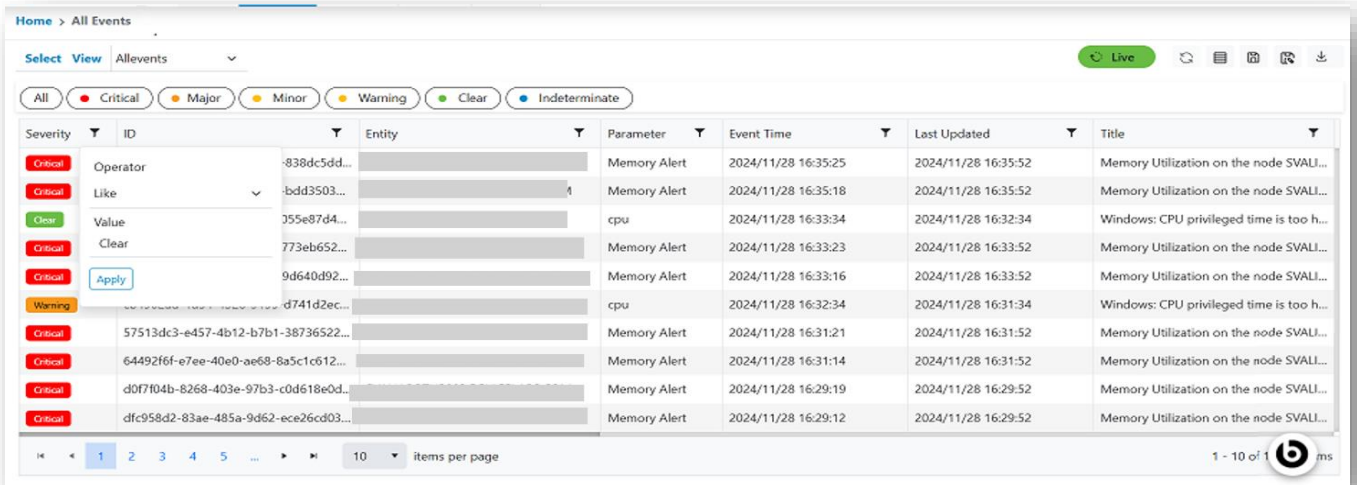 Home > All Events
Select View Allevents Live
All Critical Major Minor Warning Clear Indeterminate
Severity ID Entity Parameter Event Time Last Updated Title
Critical -838dc5dd... Memory Alert 2024/11/28 16:35:25 2024/11/28 16:35:52 Memory Utilization on the node SVALI...
Operator
Critical -bdd3503... Memory Alert 2024/11/28 16:35:18 2024/11/28 16:35:52 Memory Utilization on the node SVALI...
Like
Clear 055e87d4... cpu 2024/11/28 16:33:34 2024/11/28 16:32:34 Windows: CPU privileged time is too h...
Value
Critical 773eb652... Memory Alert 2024/11/28 16:33:23 2024/11/28 16:33:52 Memory Utilization on the node SVALI...
Clear
Critical 9d640d92... Memory Alert 2024/11/28 16:33:16 2024/11/28 16:33:52 Memory Utilization on the node SVALI...
Apply
Warning d741d2ec... cpu 2024/11/28 16:32:34 2024/11/28 16:31:34 Windows: CPU privileged time is too h...
Critical 57513dc3-e457-4b12-b7b1-38736522... Memory Alert 2024/11/28 16:31:21 2024/11/28 16:31:52 Memory Utilization on the node SVALI...
Critical 64492f6f-e7ee-40e0-ae68-8a5c1c612... Memory Alert 2024/11/28 16:31:14 2024/11/28 16:31:52 Memory Utilization on the node SVALI...
Critical d0f7f04b-8268-403e-97b3-c0d618e0d... Memory Alert 2024/11/28 16:29:19 2024/11/28 16:29:52 Memory Utilization on the node SVALI...
Critical dfc958d2-83ae-485a-9d62-ece26cd03... Memory Alert 2024/11/28 16:29:12 2024/11/28 16:29:52 Memory Utilization on the node SVALI...
1 2 3 4 5 ... 10 items per page 1 - 10 of